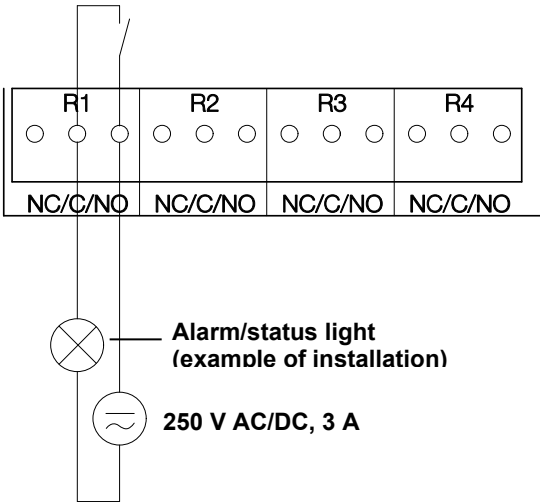 R1 R2 R3 R4
NC/C/NO NC/C/NO NC/C/NO NC/C/NO
Alarm/status light
(example of installation)
250 V AC/DC, 3 A